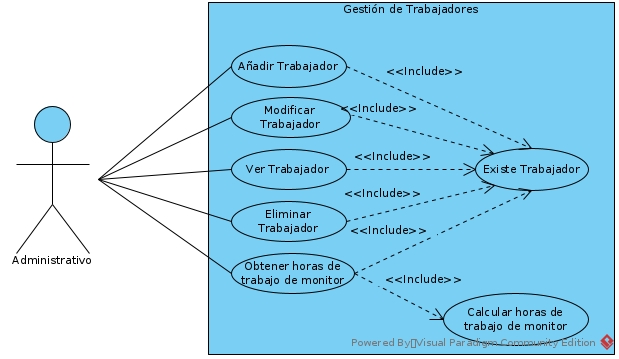 Gestión de Trabajadores
Añadir Trabajador
<<Include>>
Modificar
Trabajador
<<Include>>
Ver Trabajador
<<Include>>
Existe Trabajador
<<Include>>
Eliminar
Trabajador
<<Include>>
Administrativo
Obtener horas de
trabajo de monitor
<<Include>>
Calcular horas de
trabajo de monitor
Powered By▯Visual Paradigm Community Edition